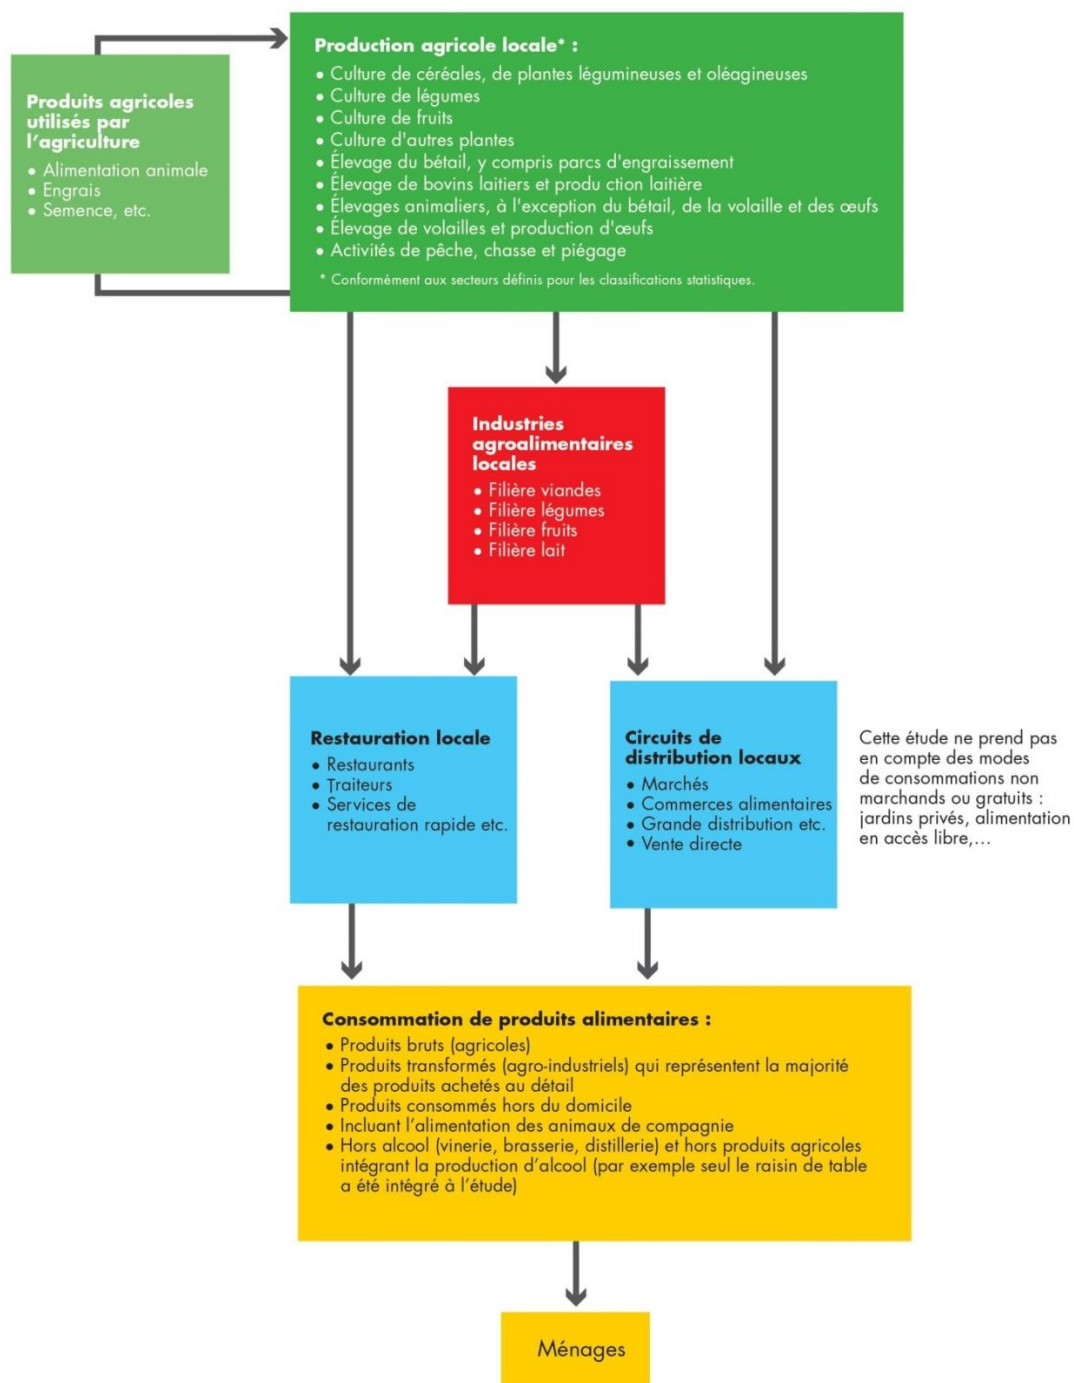 Produits agricoles
utilisés par
l'agriculture
• Alimentation animale
• Engrais
• Semence, etc.
Production agricole locale* :
• Culture de céréales, de plantes légumineuses et oléagineuses
• Culture de légumes
• Culture de fruits
• Culture d'autres plantes
• Élevage du bétail, y compris parcs d'engraissement
• Élevage de bovins laitiers et produ ction laitière
• Élevages animaliers, à l'exception du bétail, de la volaille et des œufs
• Élevage de volailles et production d'œufs
• Activités de pêche, chasse et piégage
* Conformément aux secteurs définis pour les classifications statistiques.
Industries
agroalimentaires
locales
• Filière viandes
• Filière légumes
• Filière fruits
• Filière lait
Restauration locale
• Restaurants
• Traiteurs
• Services de
restauration rapide etc.
Circuits de
distribution locaux
• Marchés
• Commerces alimentaires
• Grande distribution etc.
• Vente directe
Cette étude ne prend pas
en compte des modes
de consommations non
marchands ou gratuits :
jardins privés, alimentation
en accès libre,...
Consommation de produits alimentaires :
• Produits bruts (agricoles)
• Produits transformés (agro-industriels) qui représentent la majorité
des produits achetés au détail
• Produits consommés hors du domicile
• Incluant l'alimentation des animaux de compagnie
• Hors alcool (vinerie, brasserie, distillerie) et hors produits agricoles
intégrant la production d'alcool (par exemple seul le raisin de table
a été intégré à l'étude)
Ménages